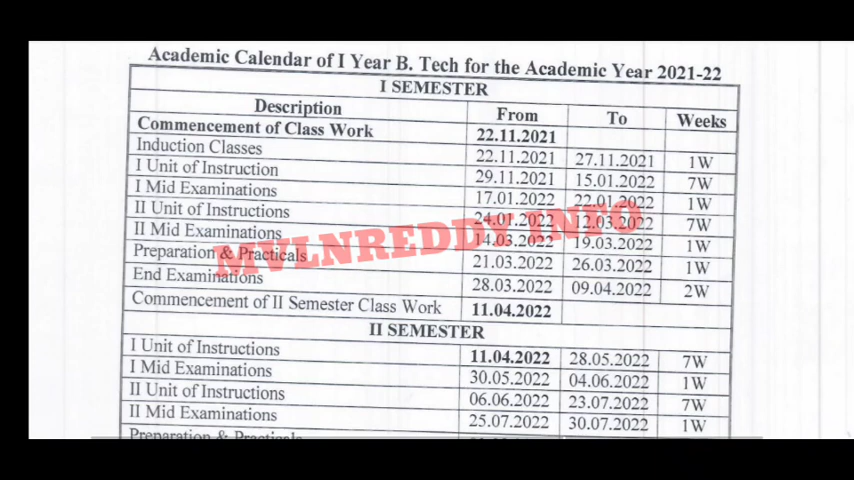 Academic Calendar of I Year B. Tech for the Academic Year 2021-22
I SEMESTER
Description From To Weeks
Commencement of Class Work 22.11.2021
Induction Classes 22.11.2021 27.11.2021 1W
I Unit of Instruction 29.11.2021 15.01.2022 7W
I Mid Examinations 17.01.2022 22.01.2022 1W
II Unit of Instructions 24.01.2022 12.03.2022 7W
II Mid Examinations 14.03.2022 19.03.2022 1W
Preparation & Practicals 21.03.2022 26.03.2022 1W
End Examinations 28.03.2022 09.04.2022 2W
Commencement of II Semester Class Work 11.04.2022
MVLNREDDY.INFO
II SEMESTER
I Unit of Instructions 11.04.2022 28.05.2022 7W
I Mid Examinations 30.05.2022 04.06.2022 1W
II Unit of Instructions 06.06.2022 23.07.2022 7W
II Mid Examinations 25.07.2022 30.07.2022 1W
Preparation & Practicals